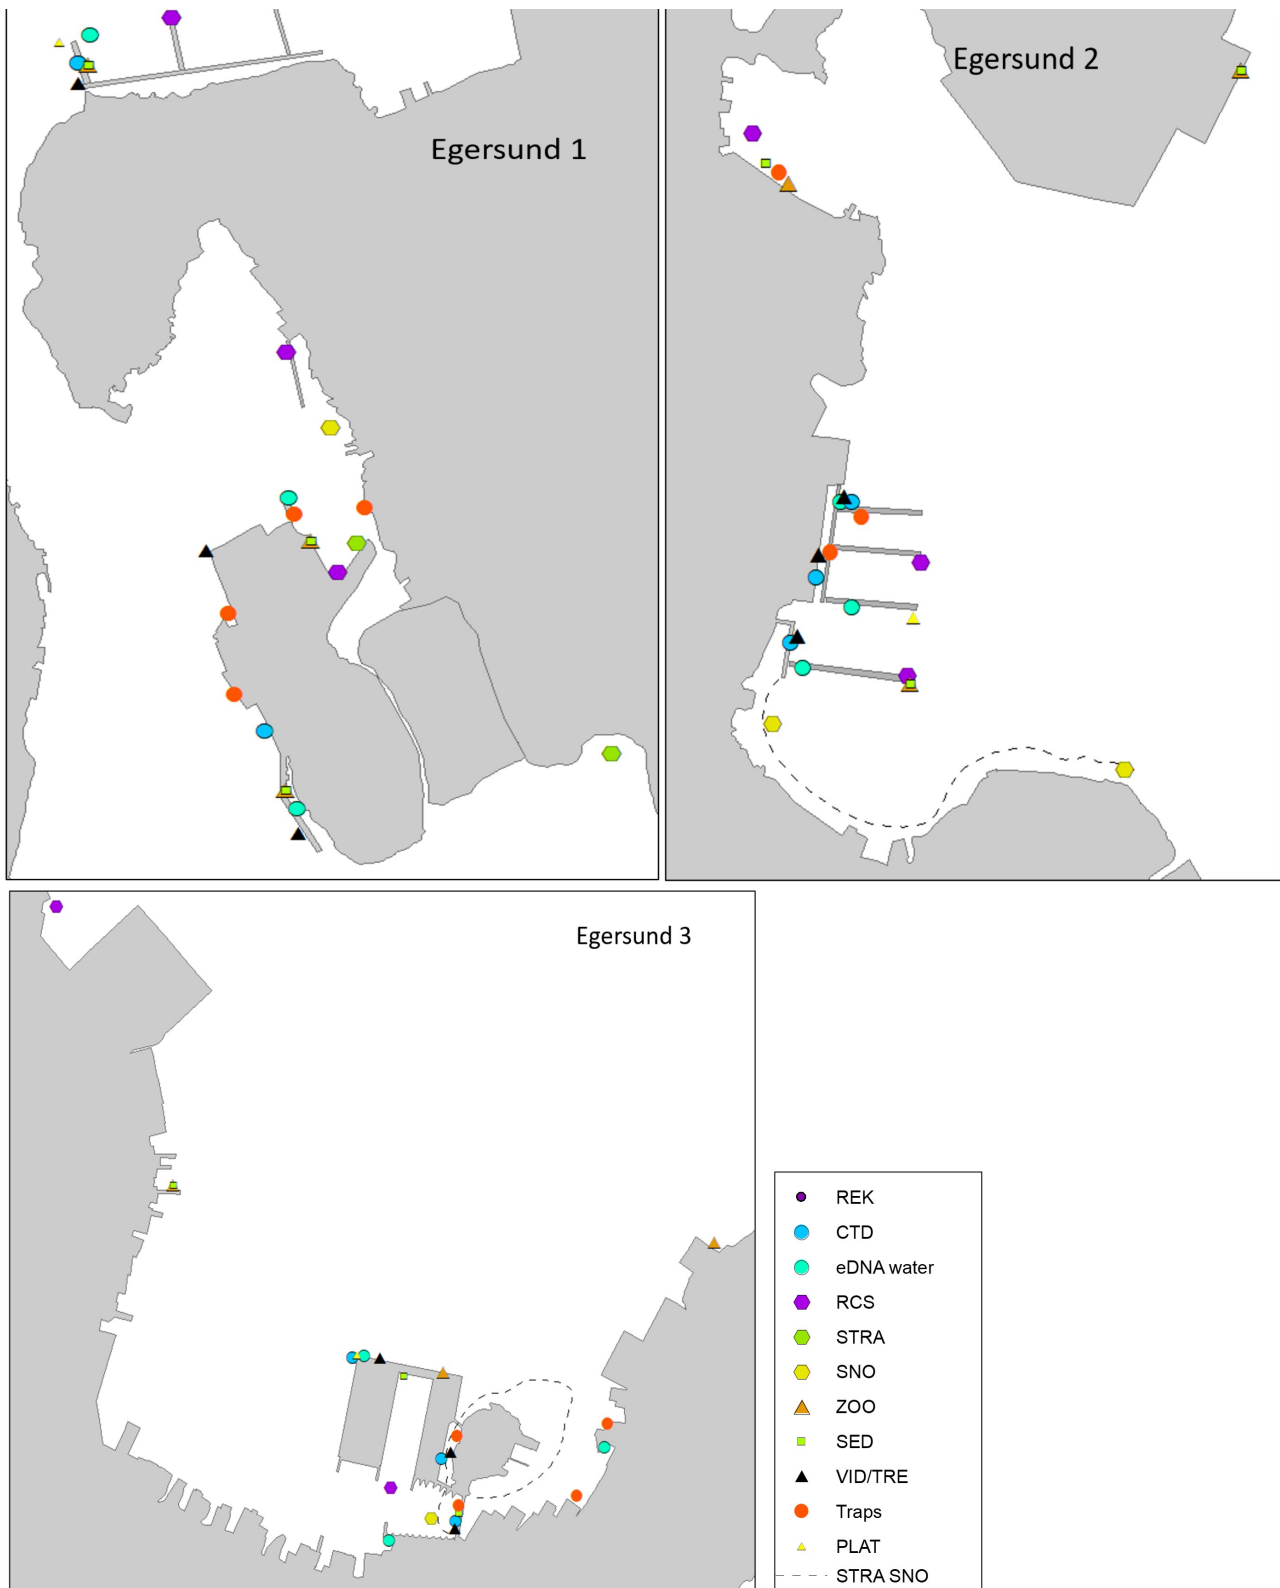 Egersund 1
Egersund 2
Egersund 3
REK
CTD
eDNA water
RCS
STRA
SNO
ZOO
SED
VID/TRE
Traps
PLAT
STRA SNO